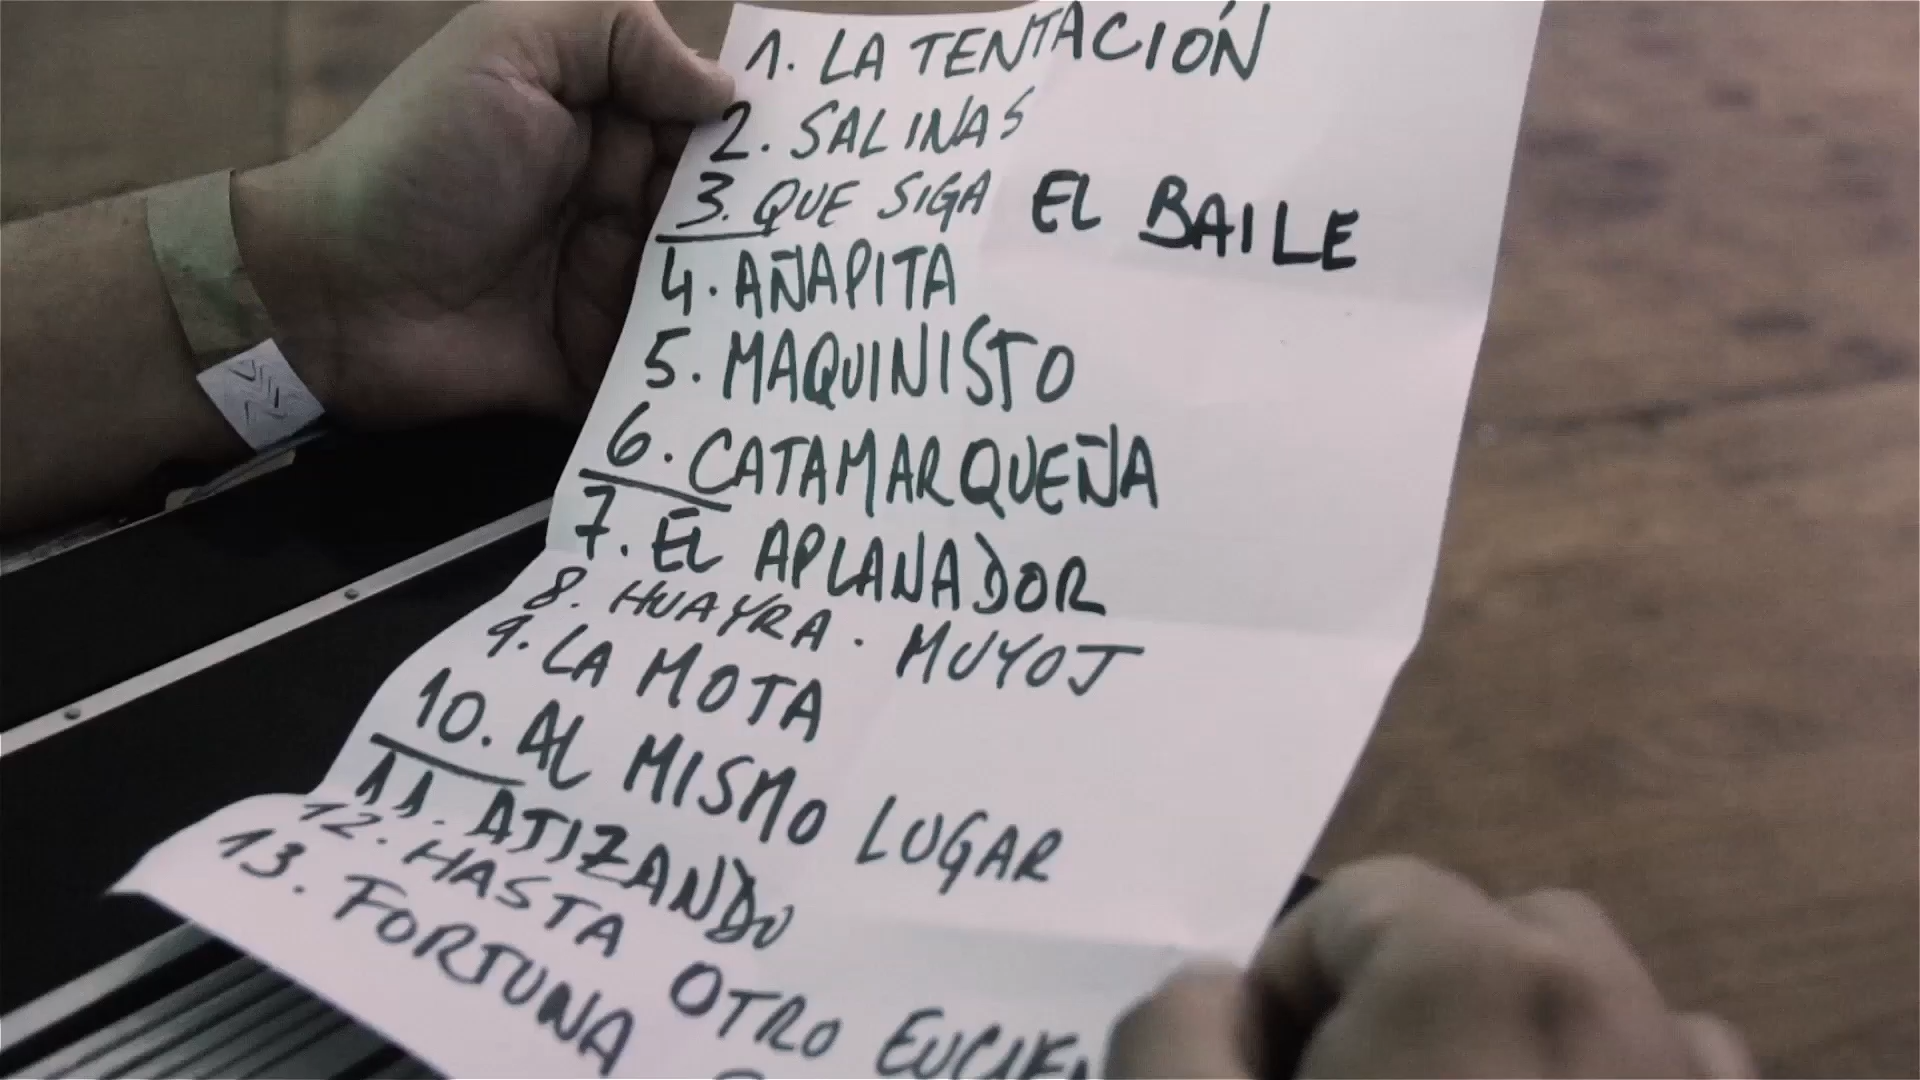 1. LA TENTACIÓN
2. SALINAS
3. QUE SIGA EL BAILE
4. AÑAPITA
5. MAQUINISTO
6. CATAMARQUEÑA
7. EL APLANADOR
8. HUAYRA. MUYOJ
9. LA MOTA
10. AL MISMO LUGAR
11. ATIZANDO
12. HASTA OTRO
13. FORTUNA